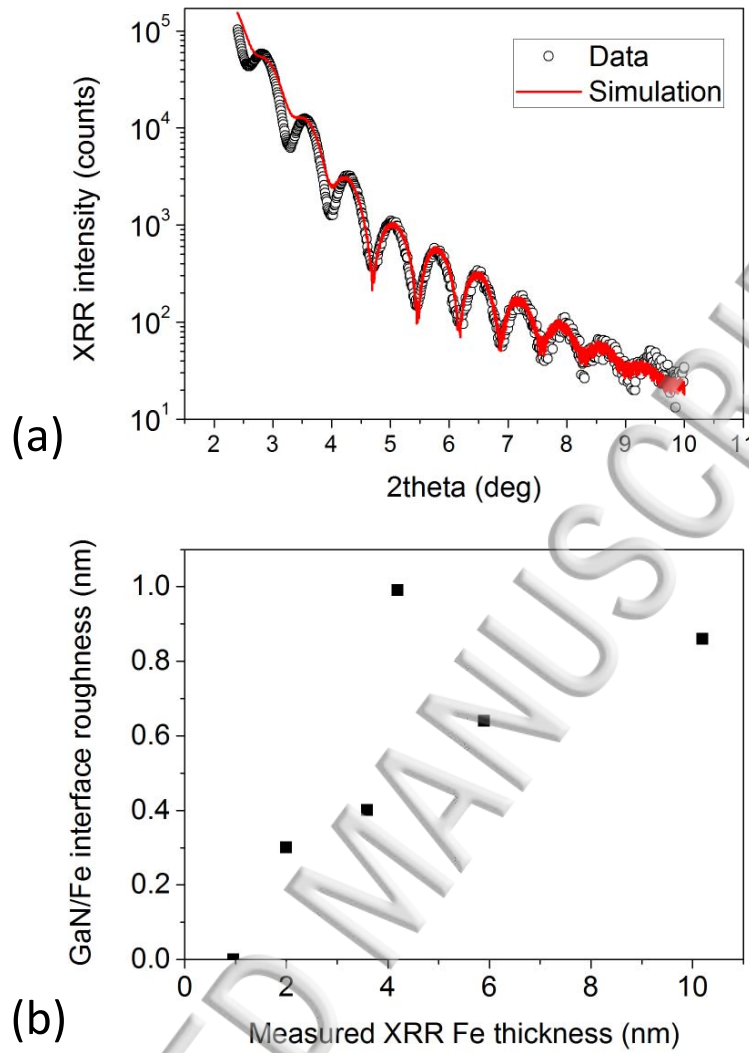 10^5
10^4
10^3
10^2
10^1
XRR intensity (counts)
Data
Simulation
2 3 4 5 6 7 8 9 10 11
2theta (deg)
(a)
1.0
0.8
0.6
0.4
0.2
0.0
GaN/Fe interface roughness (nm)
0 2 4 6 8 10
Measured XRR Fe thickness (nm)
(b)
D MANUSCRI